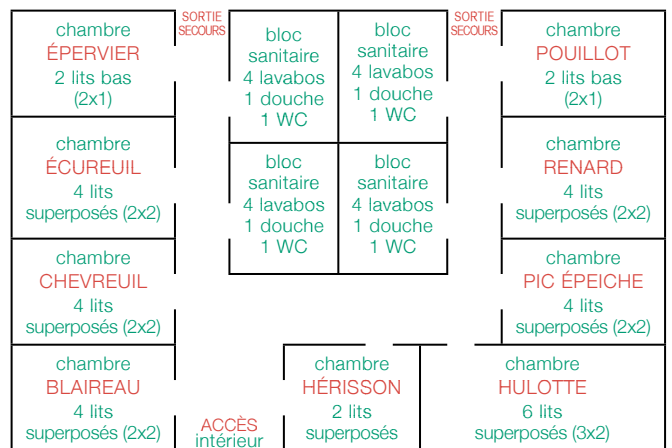 chambre
ÉPERVIER
2 lits bas
(2x1)
SORTIE
SECOURS
bloc
sanitaire
4 lavabos
1 douche
1 WC
bloc
sanitaire
4 lavabos
1 douche
1 WC
SORTIE
SECOURS
chambre
POUILLOT
2 lits bas
(2x1)
chambre
ÉCUREUIL
4 lits
superposés (2x2)
bloc
sanitaire
4 lavabos
1 douche
1 WC
bloc
sanitaire
4 lavabos
1 douche
1 WC
chambre
RENARD
4 lits
superposés (2x2)
chambre
CHEVREUIL
4 lits
superposés (2x2)
chambre
PIC ÉPEICHE
4 lits
superposés (2x2)
chambre
BLAIREAU
4 lits
superposés (2x2)
ACCÈS
intérieur
chambre
HÉRISSON
2 lits
superposés
chambre
HULOTTE
6 lits
superposés (3x2)